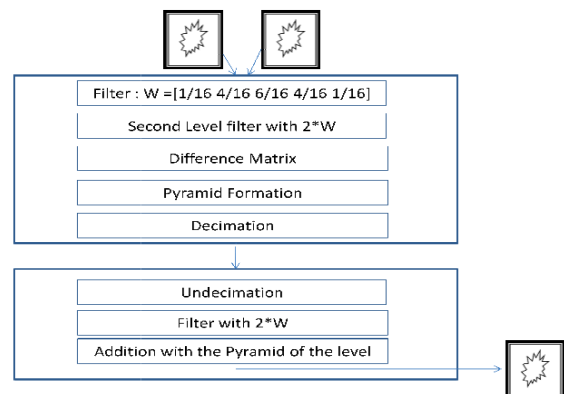 Filter : W =[1/16 4/16 6/16 4/16 1/16]
Second Level filter with 2*W
Difference Matrix
Pyramid Formation
Decimation
Undecimation
Filter with 2*W
Addition with the Pyramid of the level